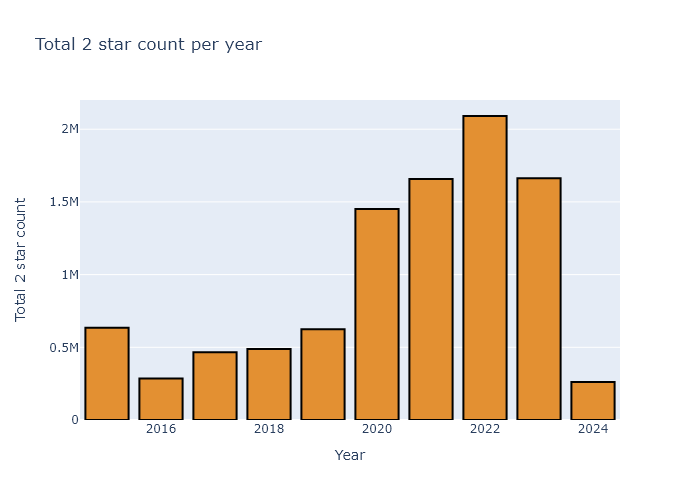 Total 2 star count per year
Total 2 star count
2M
1.5M
1M
0.5M
0
2016
2018
2020
2022
2024
Year